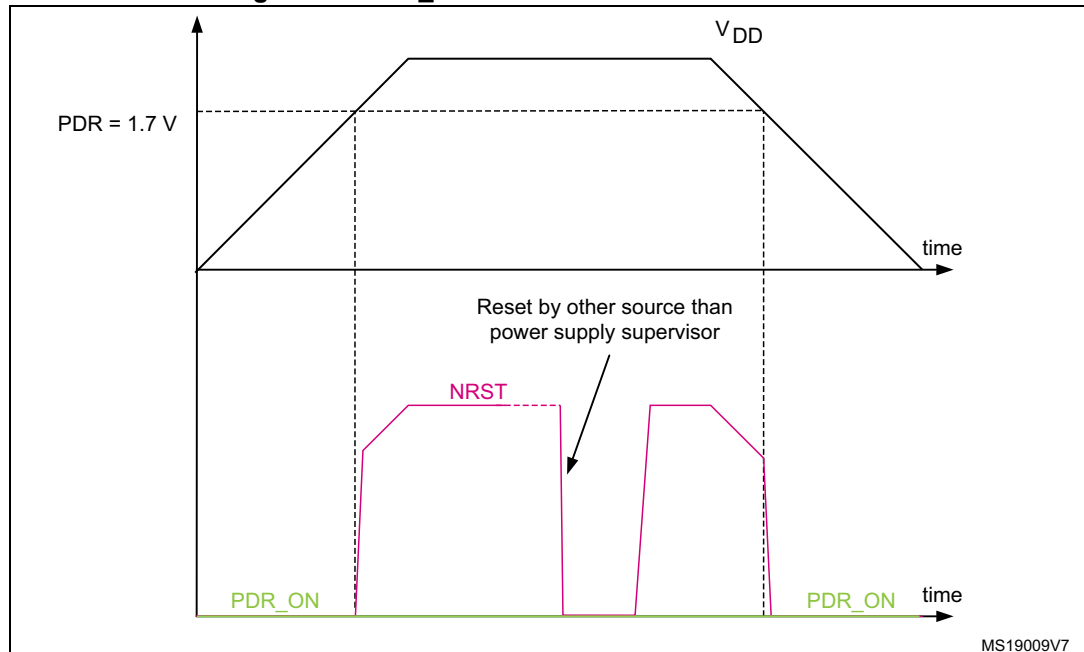 V DD
PDR = 1.7 V
time
Reset by other source than
power supply supervisor
NRST
PDR_ON
PDR_ON
time
MS19009V7